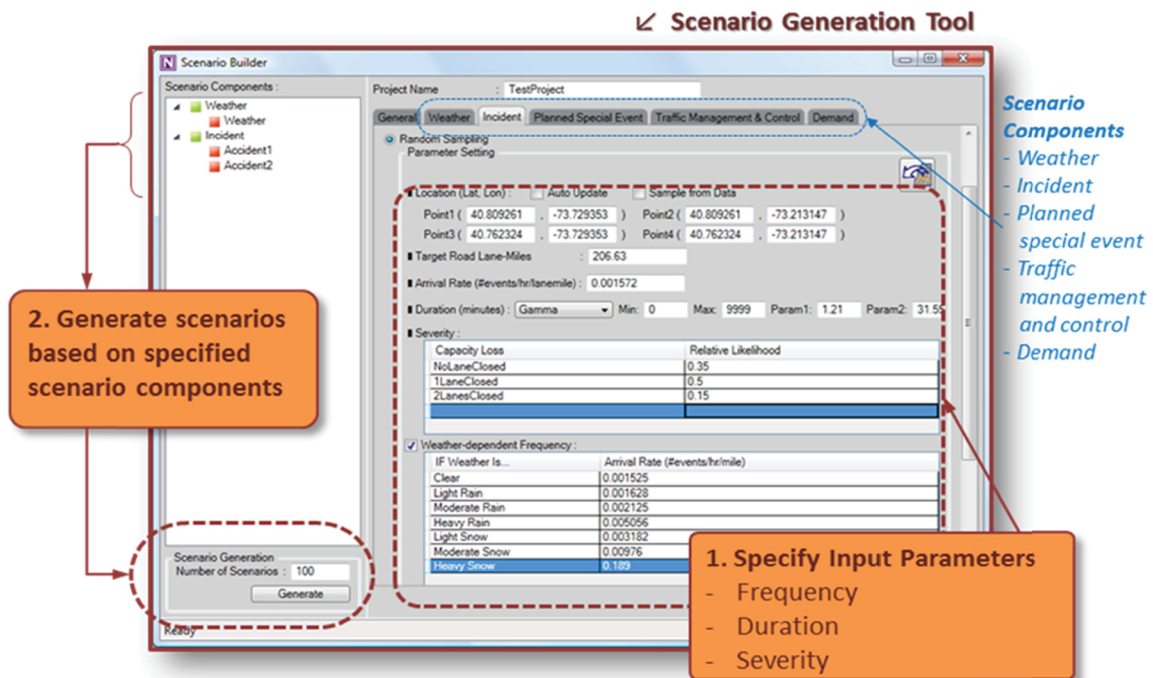 Scenario Generation Tool
Scenario Builder
Scenario Components :
Weather
Weather
Incident
Accident1
Accident2
Project Name : TestProject
General Weather Incident Planned Special Event Traffic Management & Control Demand
Random Sampling
Parameter Setting
Location (Lat, Lon) : Auto Update Sample from Data
Point1 ( 40.809261 , -73.729353 ) Point2 ( 40.809261 , -73.213147 )
Point3 ( 40.762324 , -73.729353 ) Point4 ( 40.762324 , -73.213147 )
Target Road Lane-Miles : 206.63
Arrival Rate (#events/hr/lanemile) : 0.001572
Duration (minutes) : Gamma Min: 0 Max: 9999 Param1: 1.21 Param2: 31.55
Severity :
Capacity Loss Relative Likelihood
NoLaneClosed 0.35
1LaneClosed 0.5
2LanesClosed 0.15
Weather-dependent Frequency :
IF Weather Is... Arrival Rate (#events/hr/mile)
Clear 0.001525
Light Rain 0.001628
Moderate Rain 0.002125
Heavy Rain 0.005056
Light Snow 0.003182
Moderate Snow 0.00976
Heavy Snow 0.189
Scenario Generation
Number of Scenarios : 100
Generate
Ready
Scenario
Components
- Weather
- Incident
- Planned
special event
- Traffic
management
and control
- Demand
2. Generate scenarios
based on specified
scenario components
1. Specify Input Parameters
- Frequency
- Duration
- Severity